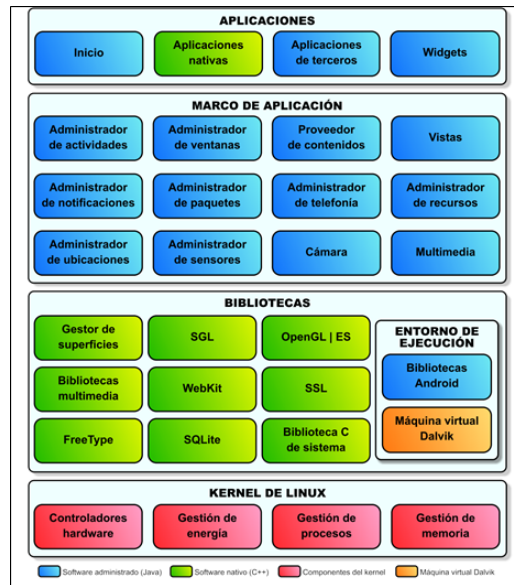 APLICACIONES
Inicio
Aplicaciones
nativas
Aplicaciones
de terceros
Widgets
MARCO DE APLICACIÓN
Administrador
de actividades
Administrador
de ventanas
Proveedor
de contenidos
Vistas
Administrador
de notificaciones
Administrador
de paquetes
Administrador
de telefonía
Administrador
de recursos
Administrador
de ubicaciones
Administrador
de sensores
Cámara
Multimedia
BIBLIOTECAS
Gestor de
superficies
SGL
OpenGL | ES
Bibliotecas
multimedia
WebKit
SSL
FreeType
SQLite
Biblioteca C
de sistema
ENTORNO DE
EJECUCIÓN
Bibliotecas
Android
Máquina virtual
Dalvik
KERNEL DE LINUX
Controladores
hardware
Gestión de
energía
Gestión de
procesos
Gestión de
memoria
Software administrado (Java)
Software nativo (C++)
Componentes del kernel
Máquina virtual Dalvik